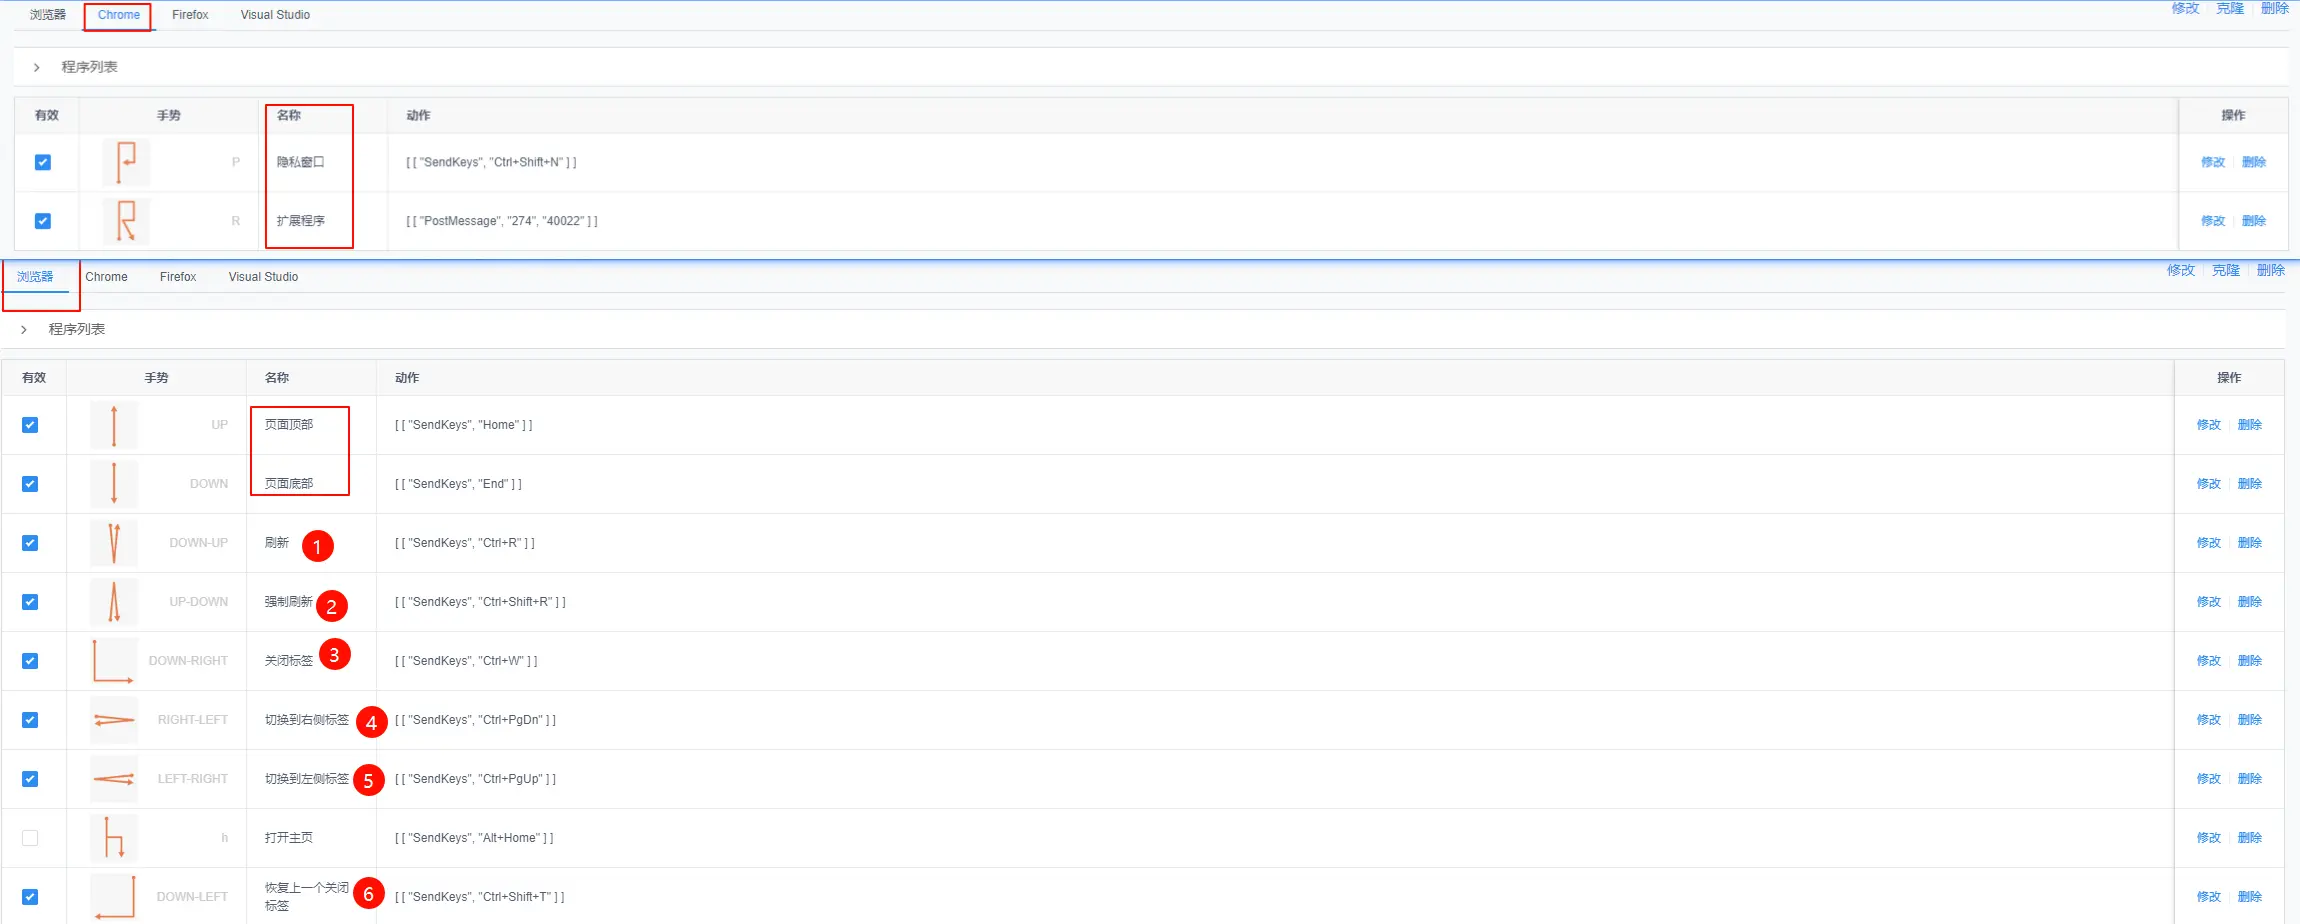 浏览器 Chrome Firefox Visual Studio 修改 克隆 删除
程序列表
有效 手势 名称 动作 操作
P 隐私窗口 [ [ "SendKeys", "Ctrl+Shift+N" ] ] 修改 删除
R 扩展程序 [ [ "PostMessage", "274", "40022" ] ] 修改 删除
浏览器 Chrome Firefox Visual Studio 修改 克隆 删除
程序列表
有效 手势 名称 动作 操作
UP 页面顶部 [ [ "SendKeys", "Home" ] ] 修改 删除
DOWN 页面底部 [ [ "SendKeys", "End" ] ] 修改 删除
DOWN-UP 刷新 1 [ [ "SendKeys", "Ctrl+R" ] ] 修改 删除
UP-DOWN 强制刷新 2 [ [ "SendKeys", "Ctrl+Shift+R" ] ] 修改 删除
DOWN-RIGHT 关闭标签 3 [ [ "SendKeys", "Ctrl+W" ] ] 修改 删除
RIGHT-LEFT 切换到右侧标签 4 [ [ "SendKeys", "Ctrl+PgDn" ] ] 修改 删除
LEFT-RIGHT 切换到左侧标签 5 [ [ "SendKeys", "Ctrl+PgUp" ] ] 修改 删除
h 打开主页 [ [ "SendKeys", "Alt+Home" ] ] 修改 删除
DOWN-LEFT 恢复上一个关闭 6 [ [ "SendKeys", "Ctrl+Shift+T" ] ] 修改 删除
标签